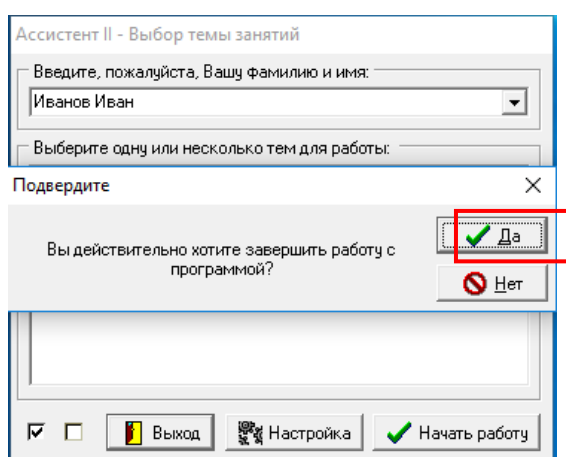 Ассистент II - Выбор темы занятий
Введите, пожалуйста, Вашу фамилию и имя:
Иванов Иван
Выберите одну или несколько тем для работы:
Подвердите
Вы действительно хотите завершить работу с
программой?
Да
Нет
Выход
Настройка
Начать работу